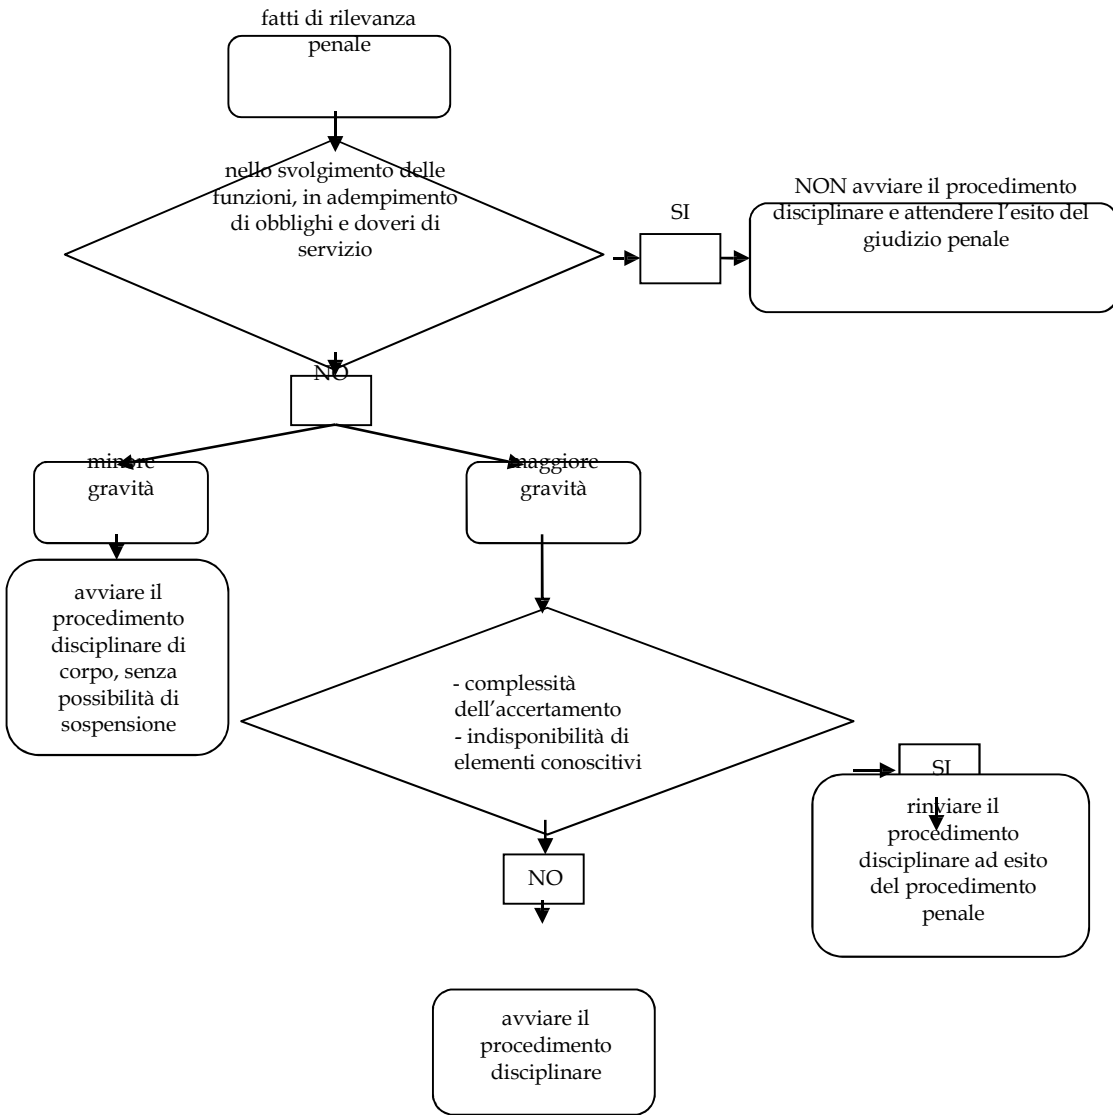 fatti di rilevanza
penale
nello svolgimento delle
funzioni, in adempimento
di obblighi e doveri di
servizio
SI
NON avviare il procedimento
disciplinare e attendere l’esito del
giudizio penale
NO
minore
gravità
maggiore
gravità
avviare il
procedimento
disciplinare di
corpo, senza
possibilità di
sospensione
- complessità
dell’accertamento
- indisponibilità di
elementi conoscitivi
SI
rinviare il
procedimento
disciplinare ad esito
del procedimento
penale
NO
avviare il
procedimento
disciplinare